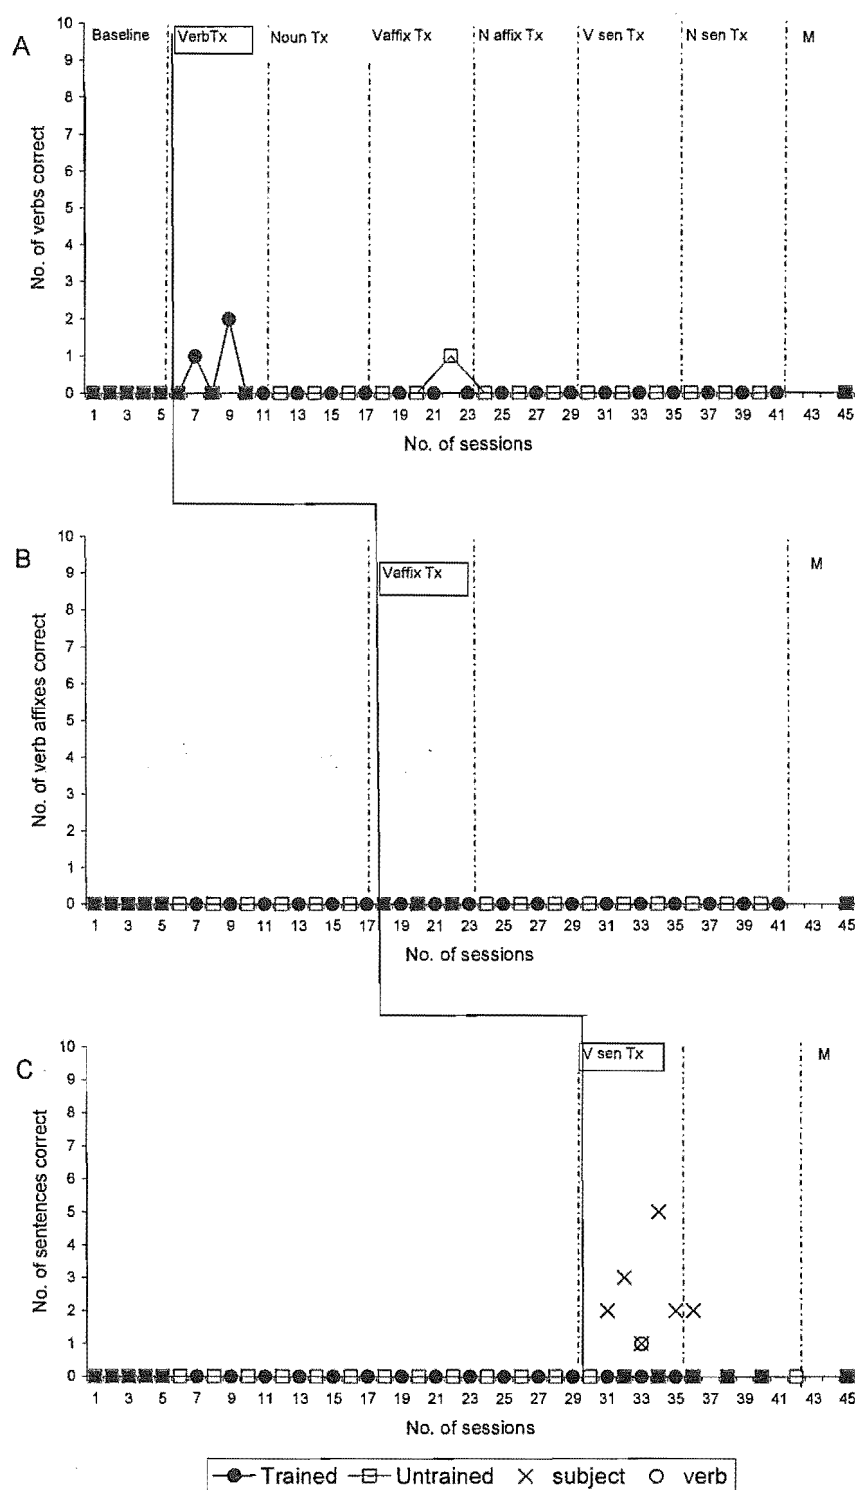 A
Baseline VerbTx Noun Tx Vaffix Tx N affix Tx V sen Tx N sen Tx M
No. of verbs correct
10
9
8
7
6
5
4
3
2
1
0
1 3 5 7 9 11 13 15 17 19 21 23 25 27 29 31 33 35 37 39 41 43 45
No. of sessions
B
Vaffix Tx M
No. of verb affixes correct
10
9
8
7
6
5
4
3
2
1
0
1 3 5 7 9 11 13 15 17 19 21 23 25 27 29 31 33 35 37 39 41 43 45
No. of sessions
C
V sen Tx M
No. of sentences correct
10
9
8
7
6
5
4
3
2
1
0
1 3 5 7 9 11 13 15 17 19 21 23 25 27 29 31 33 35 37 39 41 43 45
No. of sessions
Trained Untrained subject verb